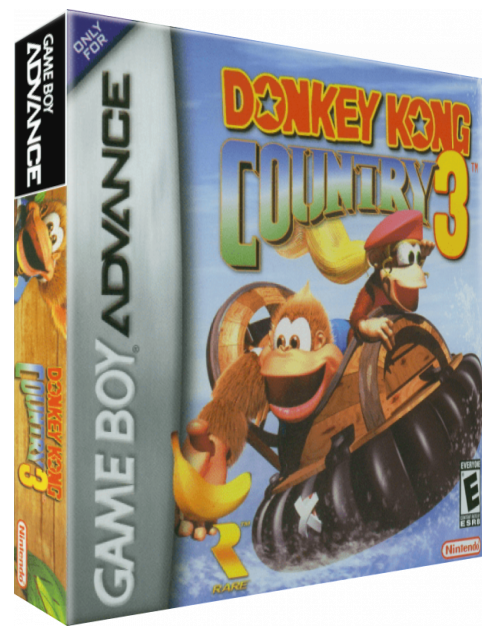 GAME BOY
ADVANCE
DONKEY KONG
COUNTRY
3
Nintendo
ONLY
FOR
GAME BOY ADVANCE
DONKEY KONG
COUNTRY 3
TM
RARE
EVERYONE
E
ESRB
Nintendo